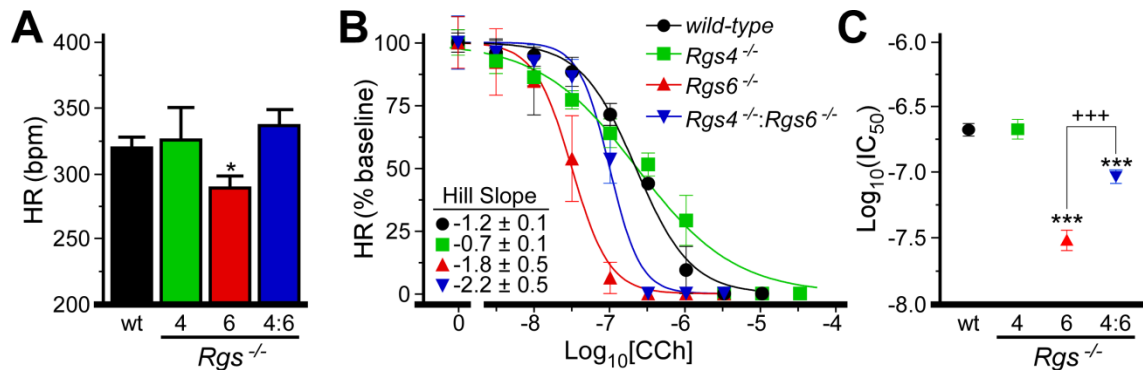 A
HR (bpm)
400
350
300
250
200
*
wt 4 6 4:6
Rgs -/-
B
HR (% baseline)
100
75
50
25
0
wild-type
Rgs4 -/-
Rgs6 -/-
Rgs4 -/-:Rgs6 -/-
Hill Slope
-1.2 ± 0.1
-0.7 ± 0.1
-1.8 ± 0.5
-2.2 ± 0.5
0 -8 -7 -6 -5 -4
Log10[CCh]
C
Log10(IC50)
-6.0
-6.5
-7.0
-7.5
-8.0
+++
***
***
wt 4 6 4:6
Rgs -/-